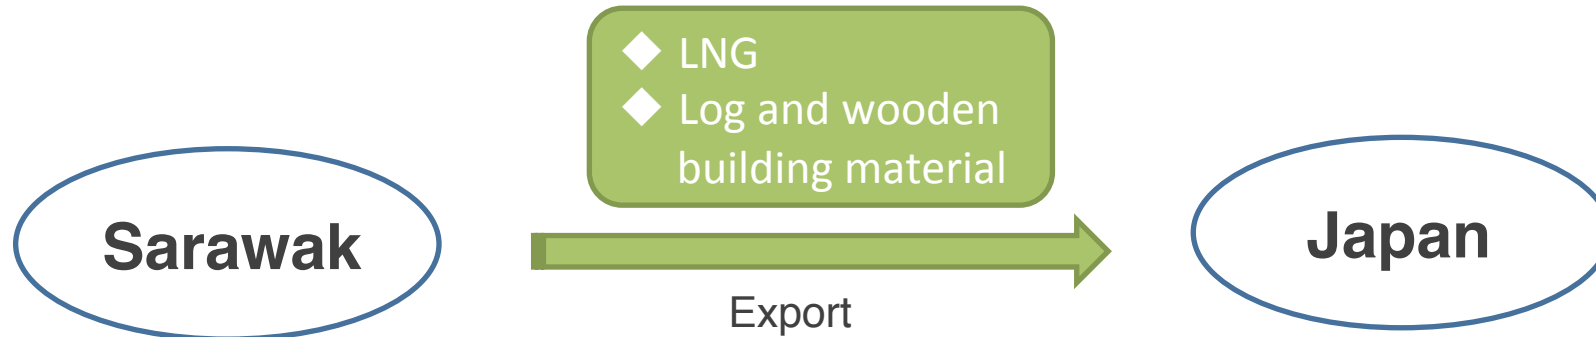 ◆ LNG
◆ Log and wooden
building material
Sarawak
Japan
Export